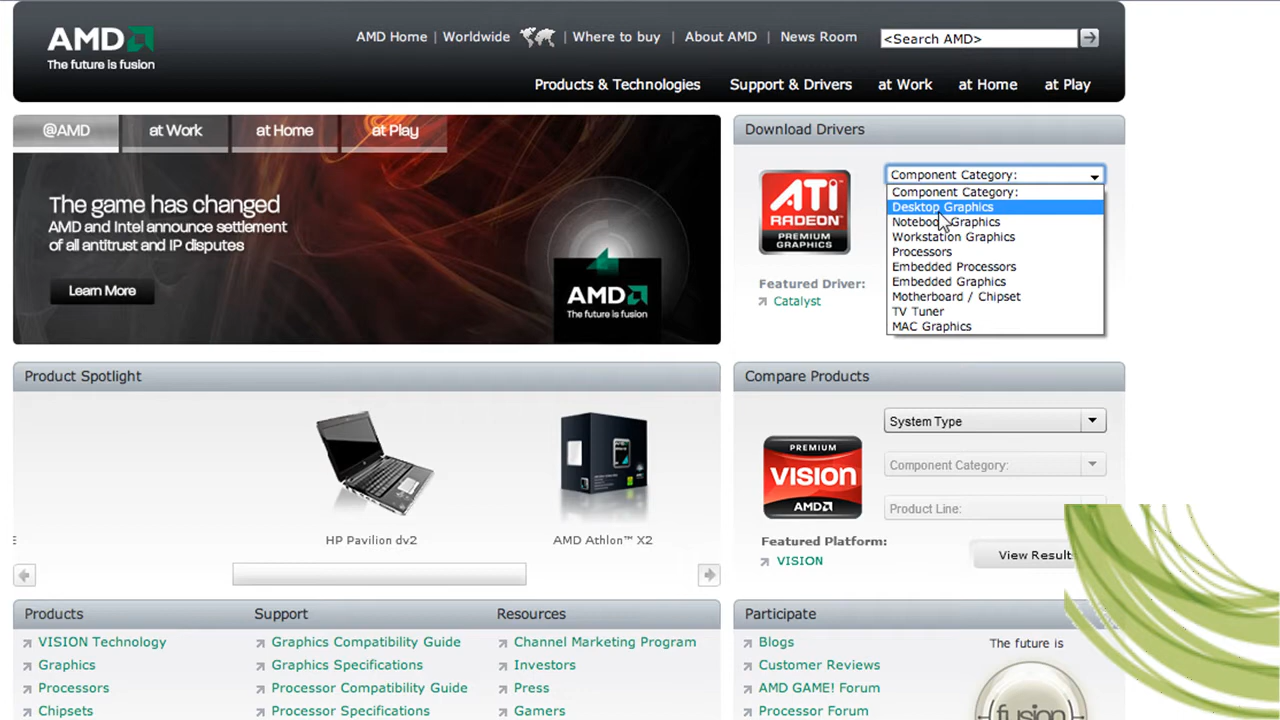 AMD
The future is fusion
AMD Home | Worldwide | Where to buy | About AMD | News Room
<Search AMD>
Products & Technologies Support & Drivers at Work at Home at Play
@AMD at Work at Home at Play
The game has changed
AMD and Intel announce settlement
of all antitrust and IP disputes
Learn More
AMD
The future is fusion
Download Drivers
ATI
RADEON
PREMIUM
GRAPHICS
Featured Driver:
Catalyst
Component Category:
Component Category:
Desktop Graphics
Notebook Graphics
Workstation Graphics
Processors
Embedded Processors
Embedded Graphics
Motherboard / Chipset
TV Tuner
MAC Graphics
Product Spotlight
HP Pavilion dv2
AMD Athlon™ X2
Compare Products
PREMIUM
VISION
AMD
Featured Platform:
VISION
System Type
Component Category:
Product Line:
View Results
Products
VISION Technology
Graphics
Processors
Chipsets
Support
Graphics Compatibility Guide
Graphics Specifications
Processor Compatibility Guide
Processor Specifications
Resources
Channel Marketing Program
Investors
Press
Gamers
Participate
Blogs
Customer Reviews
AMD GAME! Forum
Processor Forum
The future is
fusion